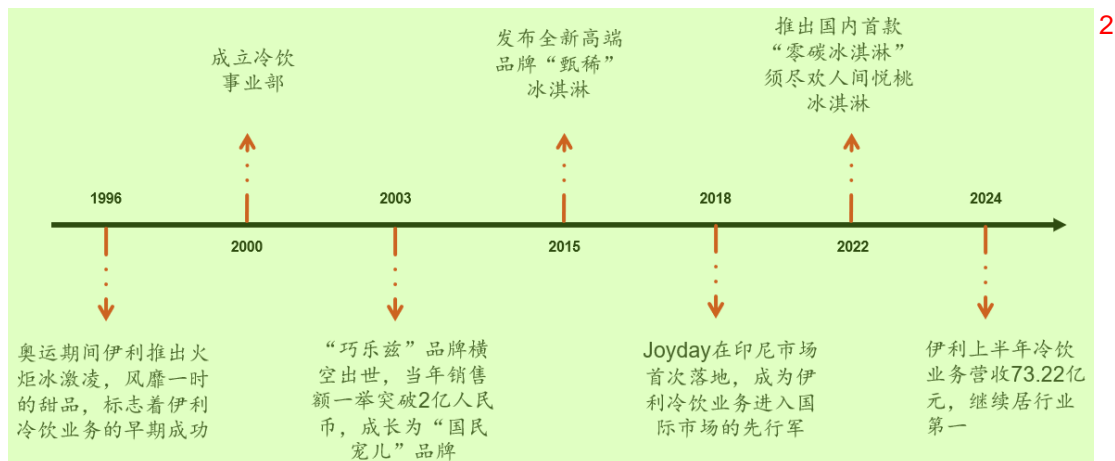 2
成立冷饮
事业部
发布全新高端
品牌“甄稀”
冰淇淋
推出国内首款
“零碳冰淇淋”
须尽欢人间悦桃
冰淇淋
1996
2003
2018
2024
2000
2015
2022
奥运期间伊利推出火
炬冰激凌，风靡一时
的甜品，标志着伊利
冷饮业务的早期成功
“巧乐兹”品牌横
空出世，当年销售
额一举突破2亿人民
币，成长为“国民
宠儿”品牌
Joyday在印尼市场
首次落地，成为伊
利冷饮业务进入国
际市场的先行军
伊利上半年冷饮
业务营收73.22亿
元，继续居行业
第一